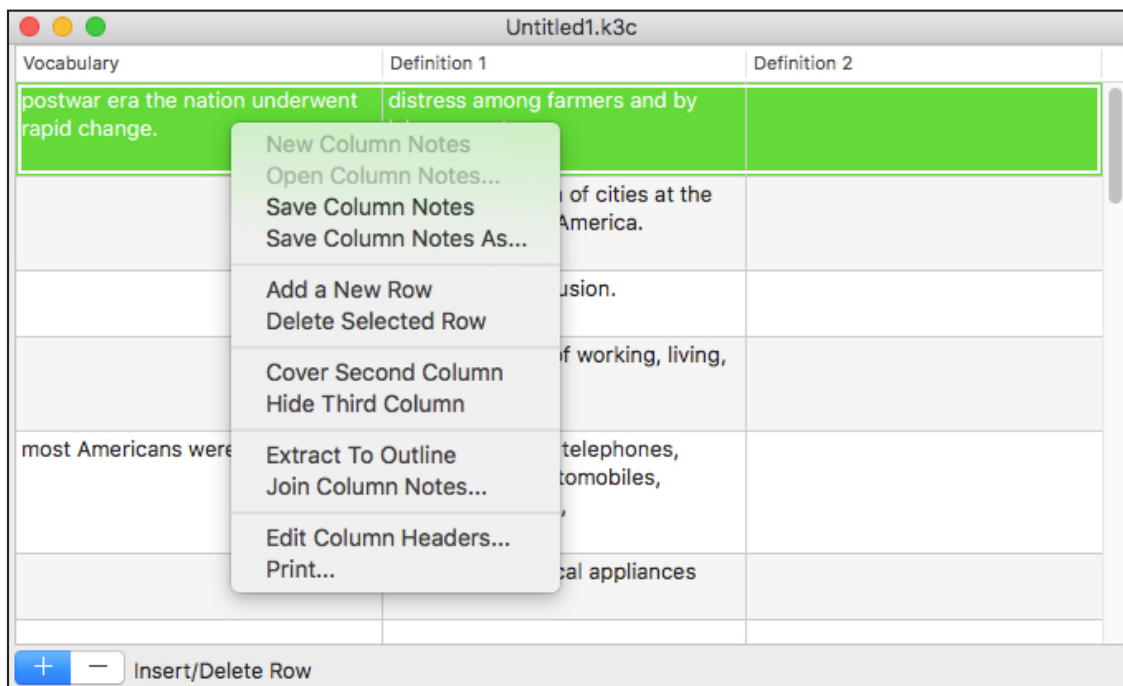 Untitled1.k3c
Vocabulary Definition 1 Definition 2
postwar era the nation underwent
rapid change.
distress among farmers and by
New Column Notes
Open Column Notes...
Save Column Notes
Save Column Notes As...
Add a New Row
Delete Selected Row
Cover Second Column
Hide Third Column
Extract To Outline
Join Column Notes...
Edit Column Headers...
Print...
of cities at the
America.
of working, living,
most Americans were
telephones,
appliances
+ − Insert/Delete Row